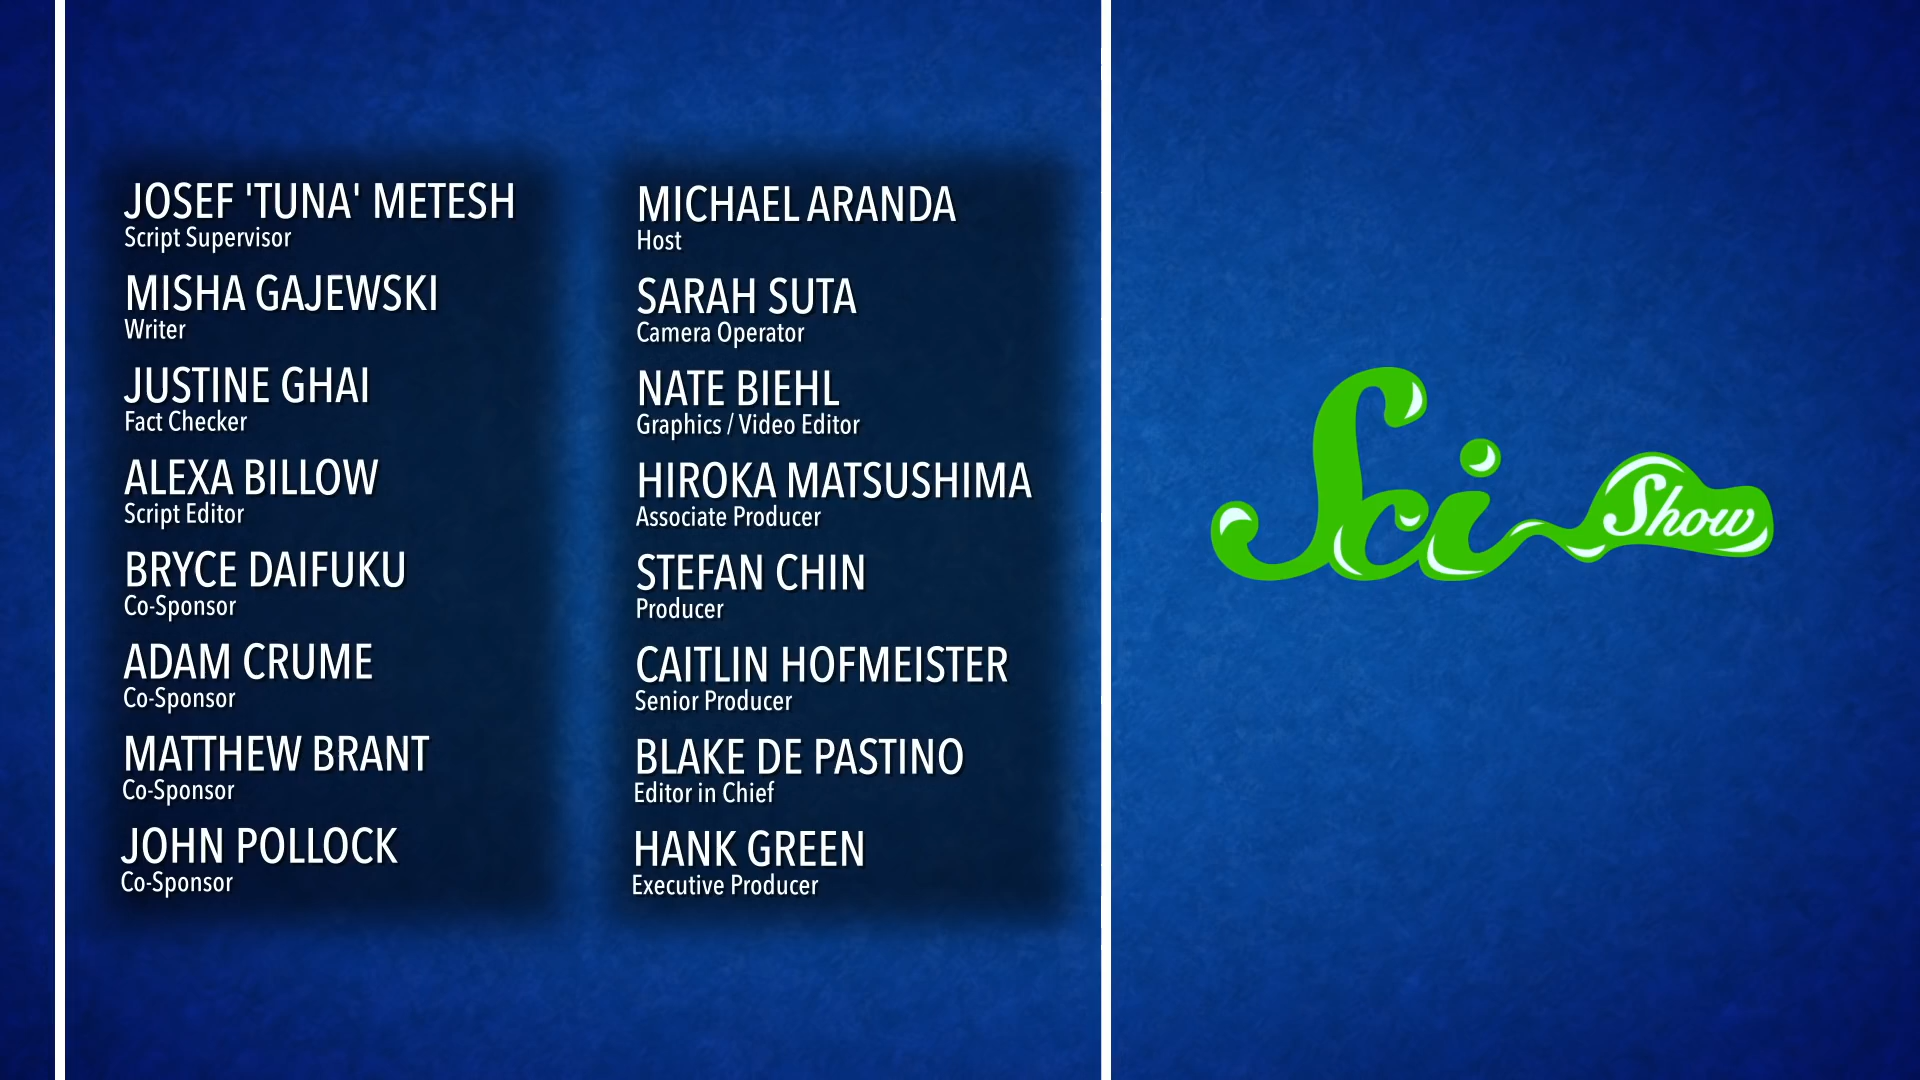 JOSEF 'TUNA' METESH
Script Supervisor
MISHA GAJEWSKI
Writer
JUSTINE GHAI
Fact Checker
ALEXA BILLOW
Script Editor
BRYCE DAIFUKU
Co-Sponsor
ADAM CRUME
Co-Sponsor
MATTHEW BRANT
Co-Sponsor
JOHN POLLOCK
Co-Sponsor
MICHAEL ARANDA
Host
SARAH SUTA
Camera Operator
NATE BIEHL
Graphics / Video Editor
HIROKA MATSUSHIMA
Associate Producer
STEFAN CHIN
Producer
CAITLIN HOFMEISTER
Senior Producer
BLAKE DE PASTINO
Editor in Chief
HANK GREEN
Executive Producer
Sci Show